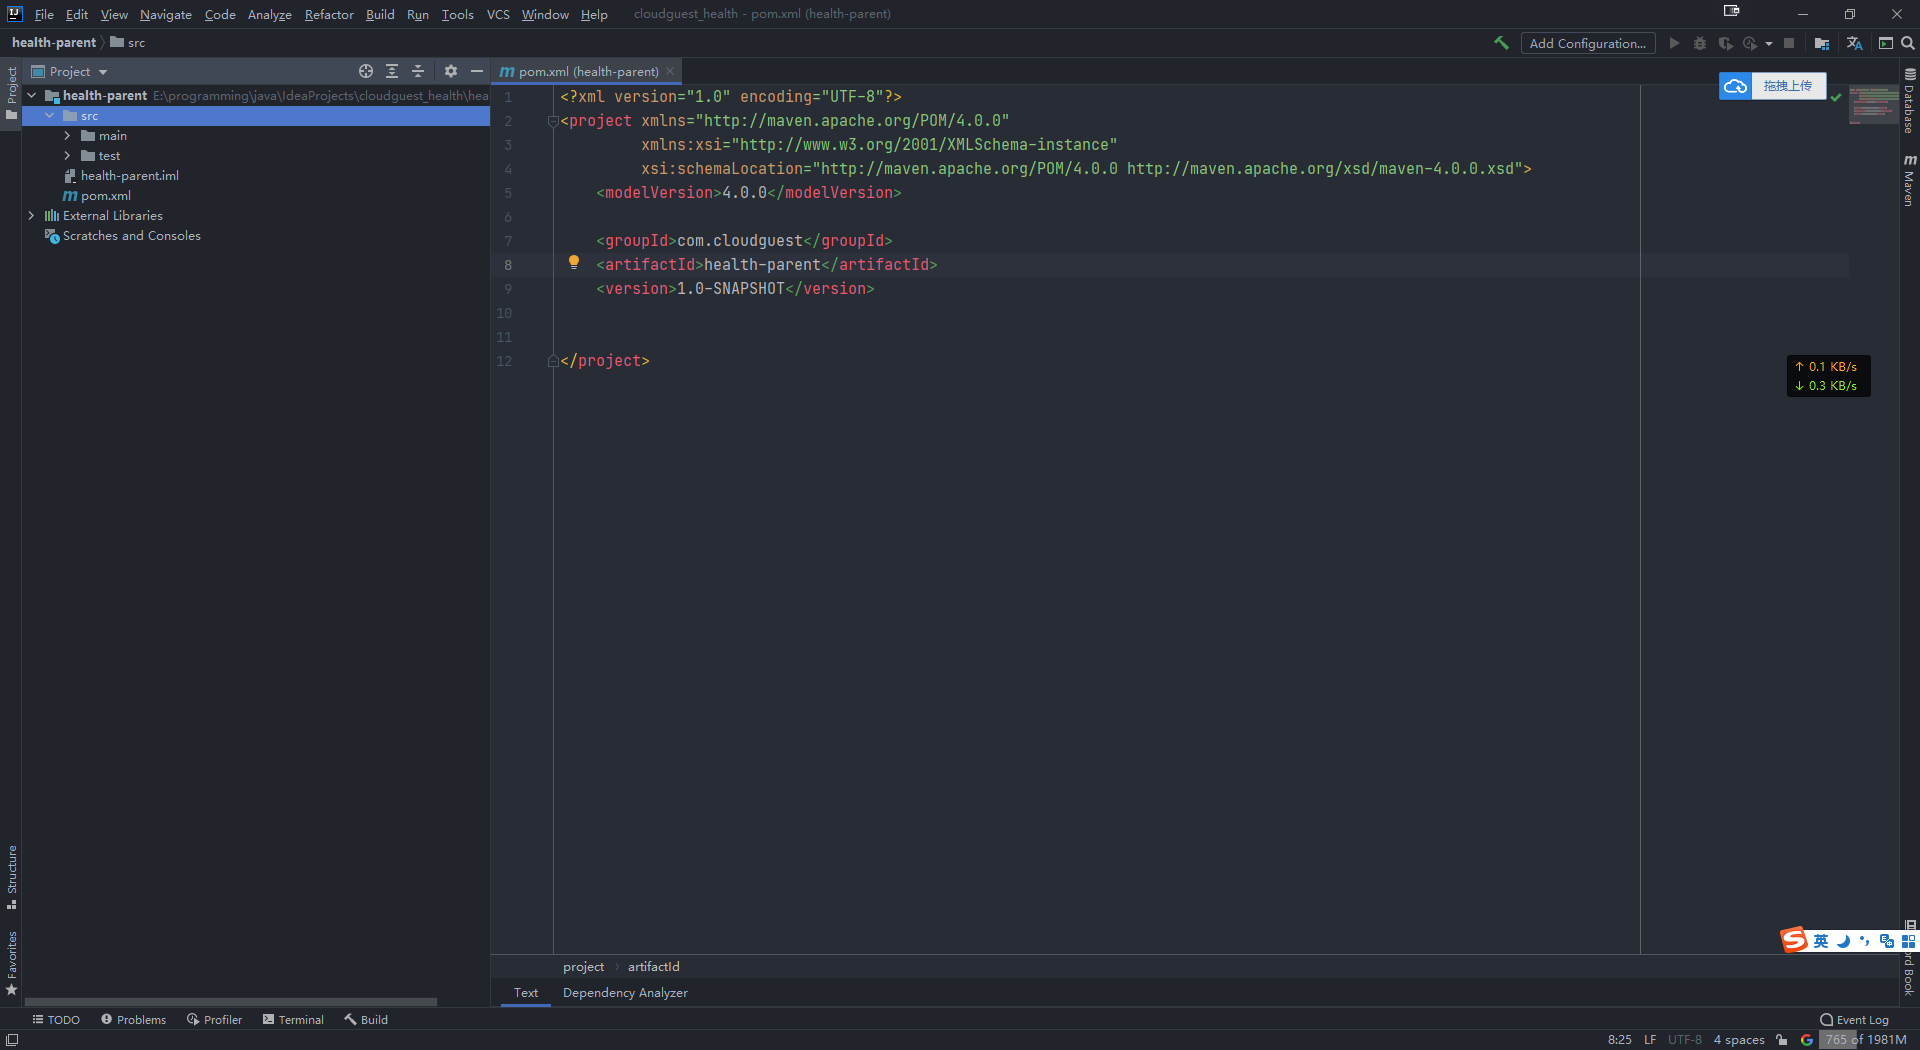 File Edit View Navigate Code Analyze Refactor Build Run Tools VCS Window Help cloudguest_health - pom.xml (health-parent)
health-parent src
Add Configuration...
Project
pom.xml (health-parent)
health-parent E:\programming\java\IdeaProjects\cloudguest_health\hea
src
main
test
health-parent.iml
pom.xml
External Libraries
Scratches and Consoles
1 <?xml version="1.0" encoding="UTF-8"?>
2 <project xmlns="http://maven.apache.org/POM/4.0.0"
3 xmlns:xsi="http://www.w3.org/2001/XMLSchema-instance"
4 xsi:schemaLocation="http://maven.apache.org/POM/4.0.0 http://maven.apache.org/xsd/maven-4.0.0.xsd">
5 <modelVersion>4.0.0</modelVersion>
6
7 <groupId>com.cloudguest</groupId>
8 <artifactId>health-parent</artifactId>
9 <version>1.0-SNAPSHOT</version>
10
11
12 </project>
拖拽上传
↑ 0.1 KB/s
↓ 0.3 KB/s
Project
Structure
Favorites
Database
Maven
英
project artifactId
Text Dependency Analyzer
TODO Problems Profiler Terminal Build
Event Log
8:25 LF UTF-8 4 spaces 765 of 1981M